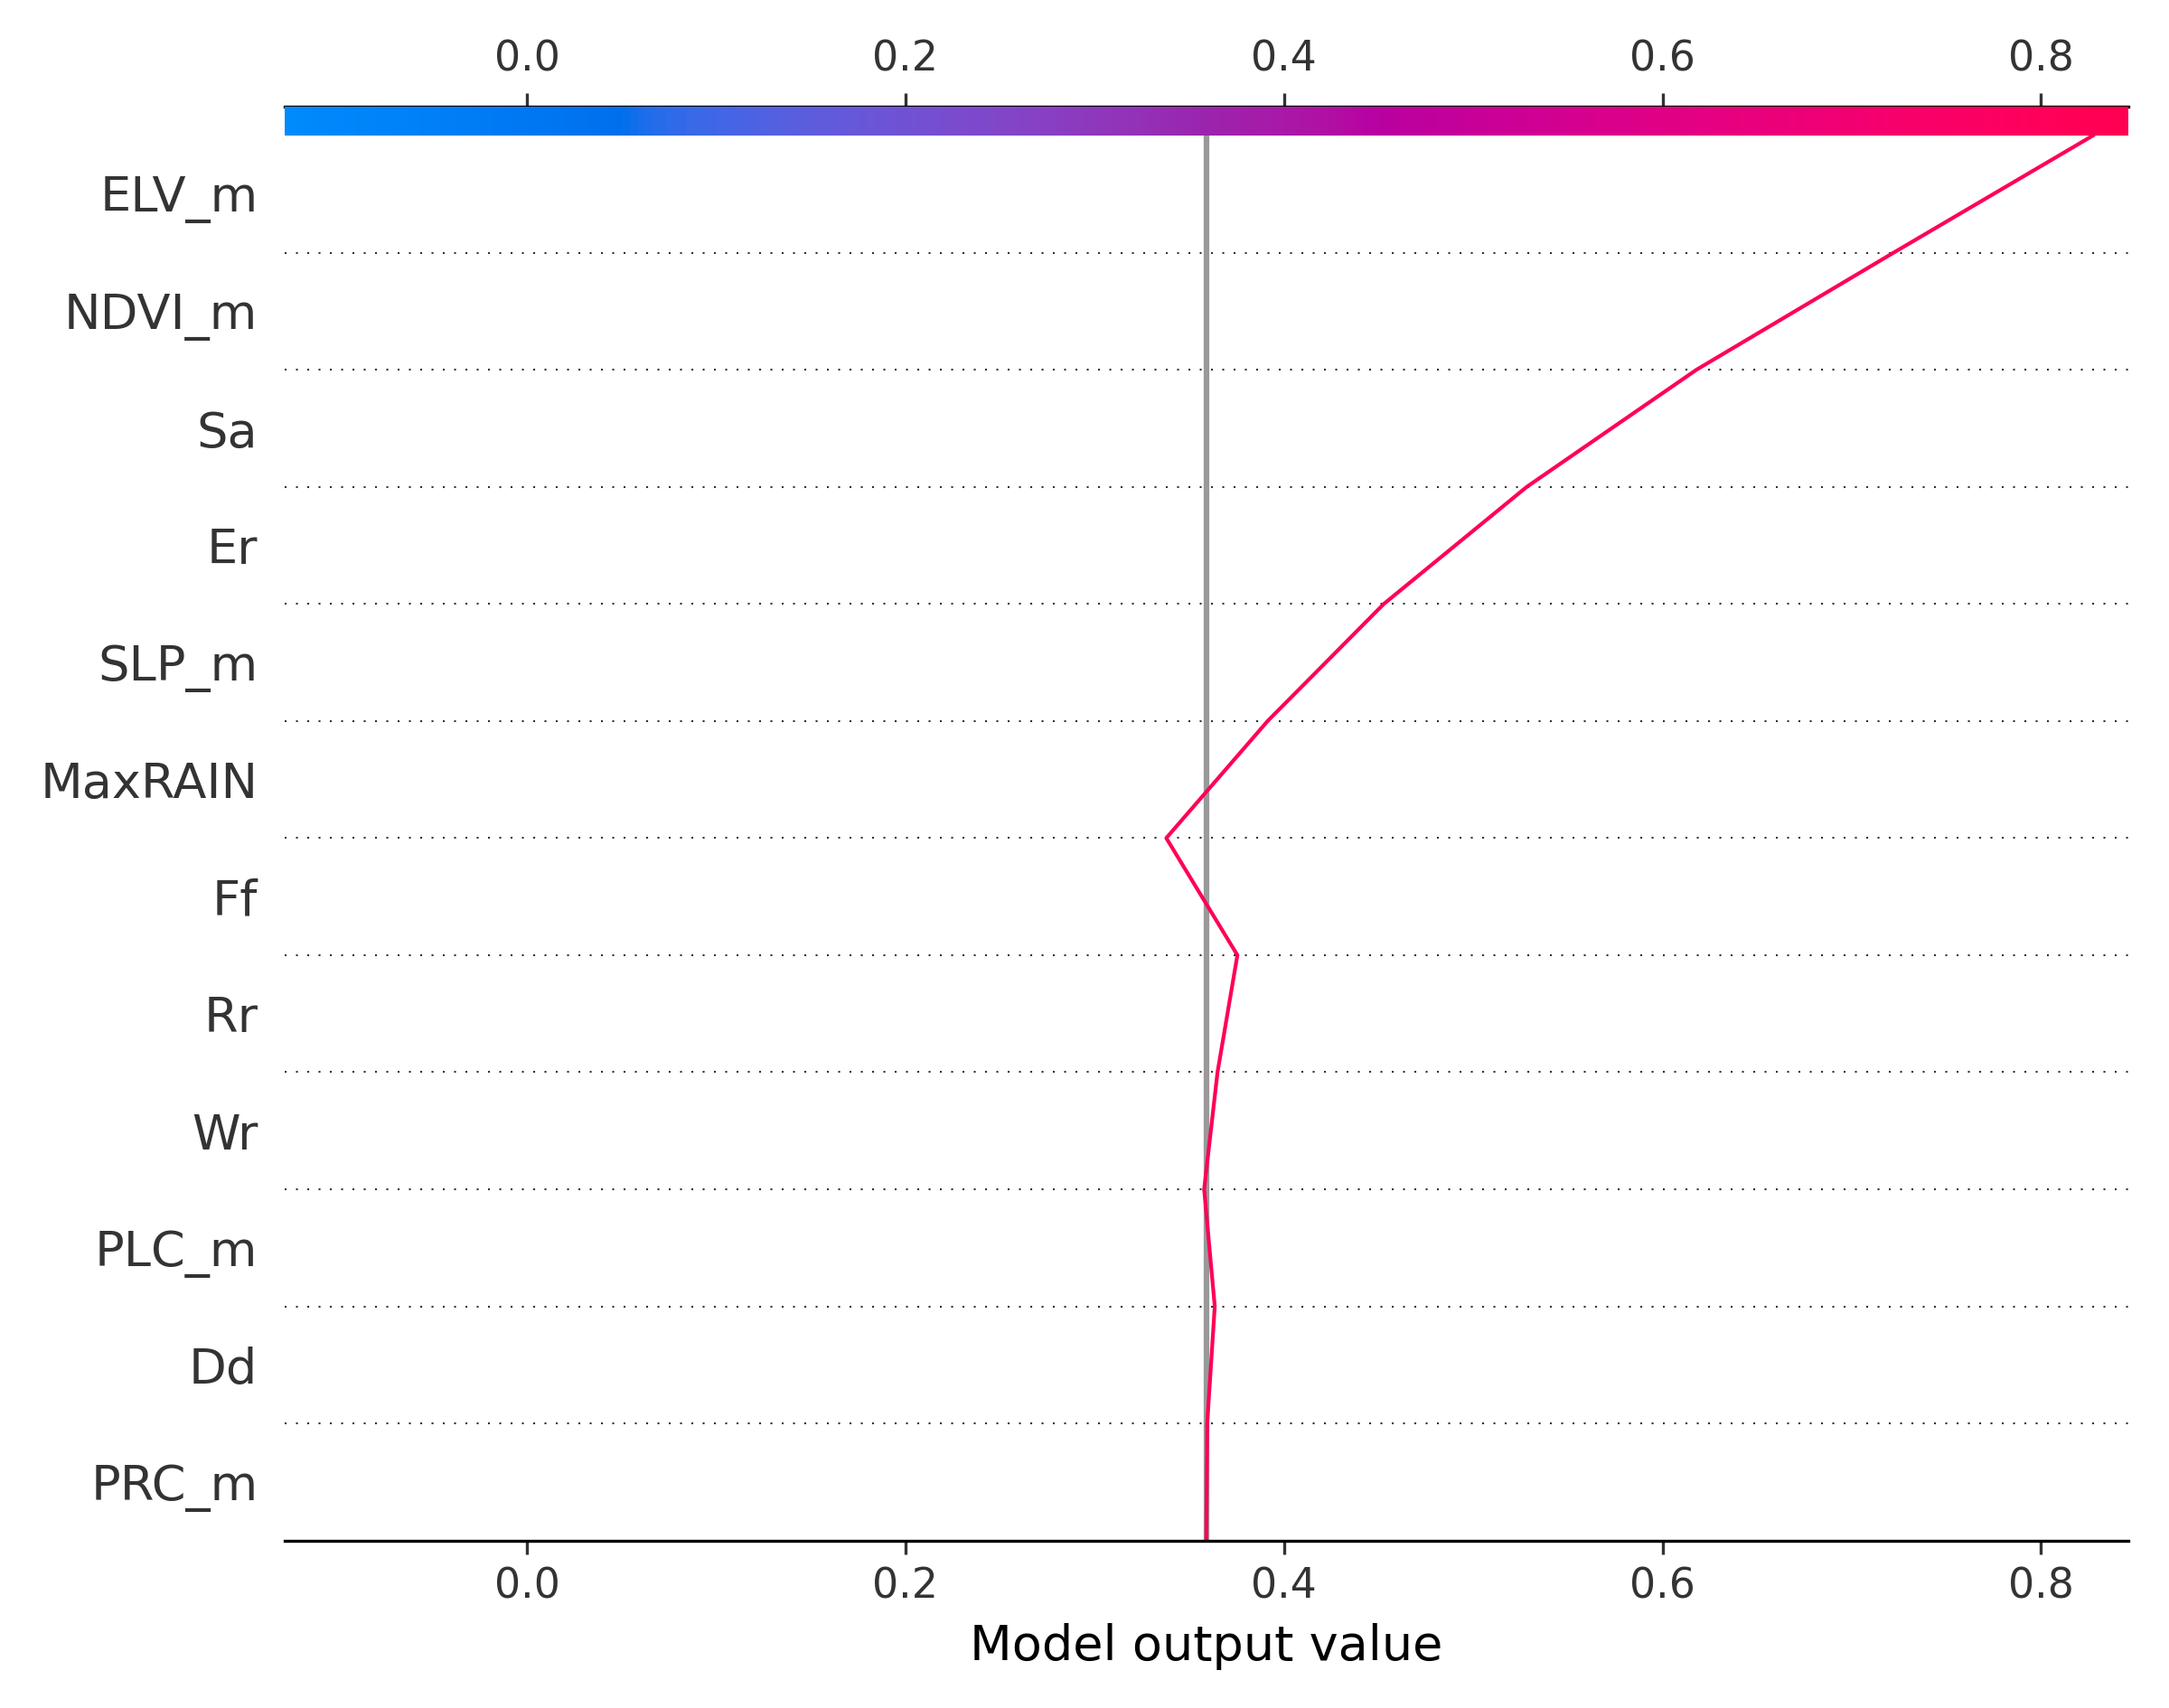 0.0 0.2 0.4 0.6 0.8
ELV_m
NDVI_m
Sa
Er
SLP_m
MaxRAIN
Ff
Rr
Wr
PLC_m
Dd
PRC_m
0.0 0.2 0.4 0.6 0.8
Model output value